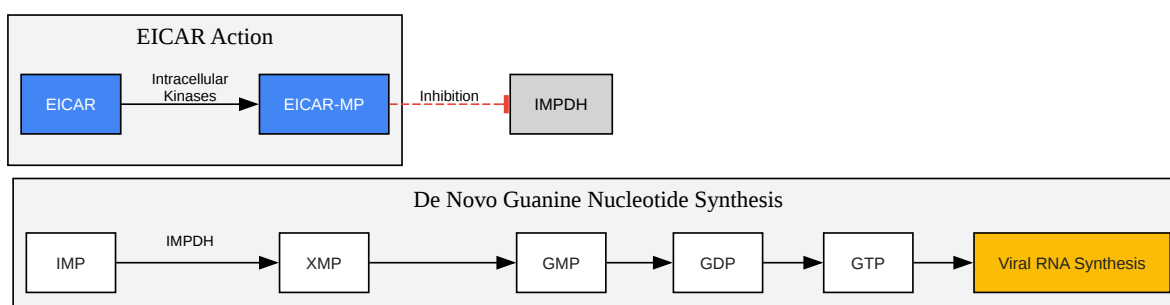 EICAR Action
EICAR
Intracellular
Kinases
EICAR-MP
Inhibition
IMPDH
De Novo Guanine Nucleotide Synthesis
IMP
IMPDH
XMP
GMP
GDP
GTP
Viral RNA Synthesis